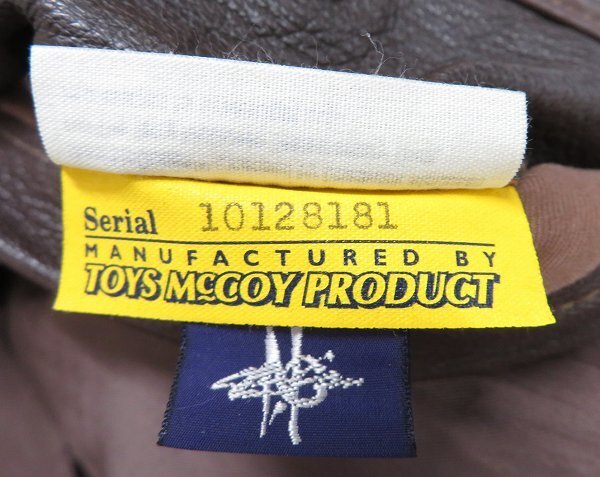 Serial 10128181
MANUFACTURED BY
TOYS McCOY PRODUCT